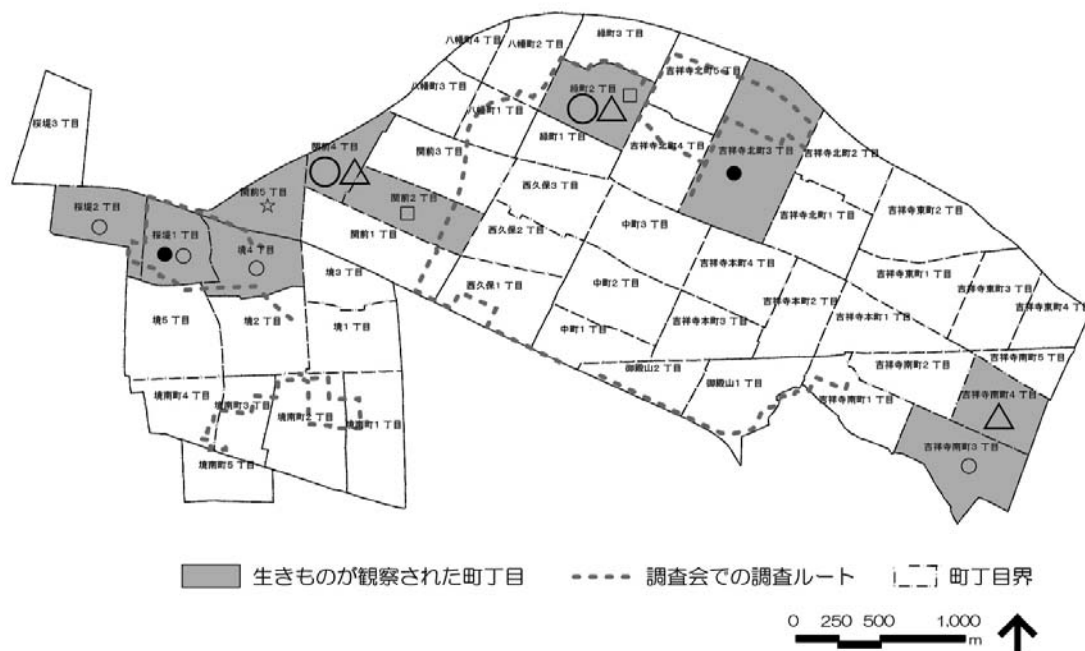 八幡町4 丁目
八幡町2 丁目
緑町3 丁目
吉祥寺北町5 丁目
八幡町3 丁目
桜堤3 丁目
緑町2 丁目
八幡町1 丁目
緑町1 丁目
関前4 丁目
関前3 丁目
吉祥寺北町4 丁目
吉祥寺北町3 丁目
吉祥寺北町2 丁目
西久保3 丁目
関前5 丁目
関前2 丁目
桜堤2 丁目
吉祥寺北町1 丁目
吉祥寺東町2 丁目
中町3 丁目
西久保2 丁目
桜堤1 丁目
関前1 丁目
境4 丁目
境3 丁目
吉祥寺本町4 丁目
吉祥寺東町1 丁目
中町2 丁目
西久保1 丁目
吉祥寺東町3 丁目
吉祥寺本町2 丁目
吉祥寺東町4 丁目
境5 丁目
境2 丁目
境1 丁目
中町1 丁目
吉祥寺本町3 丁目
吉祥寺本町1 丁目
吉祥寺南町5 丁目
吉祥寺南町2 丁目
御殿山2 丁目
御殿山1 丁目
境南町4 丁目
境南町3 丁目
境南町2 丁目
境南町1 丁目
吉祥寺南町1 丁目
吉祥寺南町4 丁目
吉祥寺南町3 丁目
境南町5 丁目
生きものが観察された町丁目
調査会での調査ルート
町丁目界
0 250 500 1,000
m